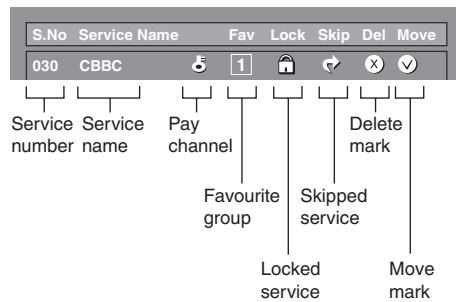 S.No Service Name Fav Lock Skip Del Move
030 CBBC 1 X
Service number
Service name
Pay channel
Delete mark
Favourite group
Skipped service
Locked service
Move mark